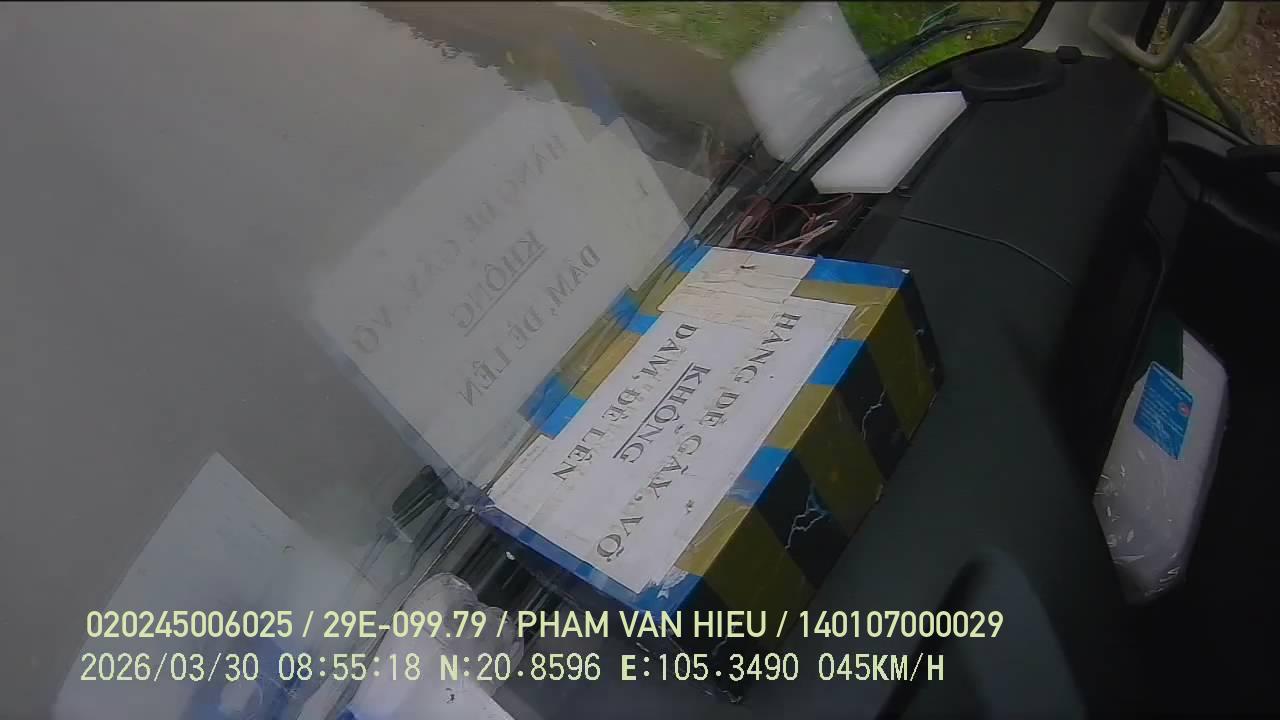 HÀNG DỄ GẪY, VỠ
KHÔNG
DẪM, ĐÈ LÊN
020245006025 / 29E-099.79 / PHAM VAN HIEU / 140107000029
2026/03/30 08:55:18 N:20.8596 E:105.3490 045KM/H